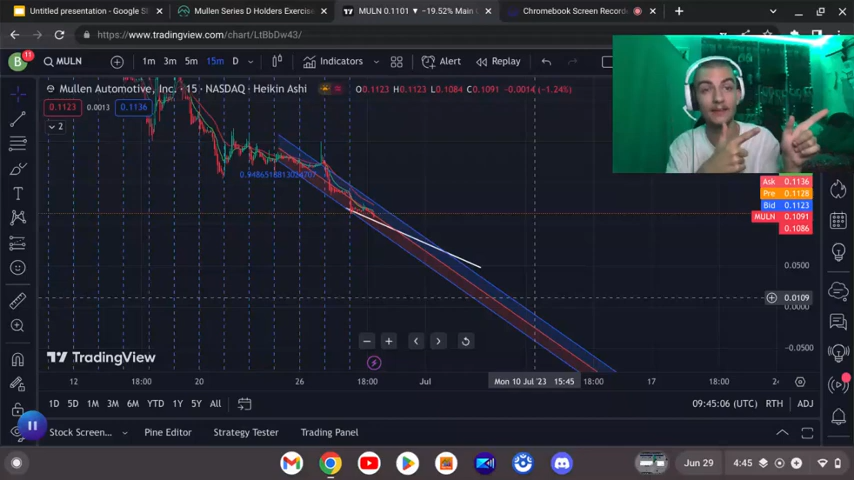 Untitled presentation - Google Sl
Mullen Series D Holders Exercise
MULN 0.1101 ▼ −19.52% Main L
Chromebook Screen Record
https://www.tradingview.com/chart/LtBbDw43/
B
11
MULN
1m 30m 15m D
Indicators
Alert
Replay
Mullen Automotive, Inc. · 15 · NASDAQ · Heikin Ashi
O0.1123 H0.1123 L0.1084 C0.1091 -0.0014 (-1.24%)
0.1123
0.0013
0.1136
2
Ask 0.1136
Pre 0.1128
Bid 0.1123
MULN 0.1091
0.1086
0.0500
0.0109
0.0000
-0.0500
TradingView
12 18:00 20 26 18:00 Jul Mon 10 Jul '23 15:45 18:00 17 18:00
1D 5D 1M 3M 6M YTD 1Y 5Y All
09:45:06 (UTC) RTH ADJ
Stock Screen... Pine Editor Strategy Tester Trading Panel
Jun 29 4:45